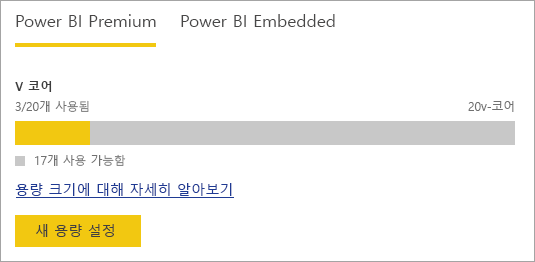 Power BI Premium Power BI Embedded
V 코어
3/20개 사용됨 20v-코어
17개 사용 가능함
용량 크기에 대해 자세히 알아보기
새 용량 설정